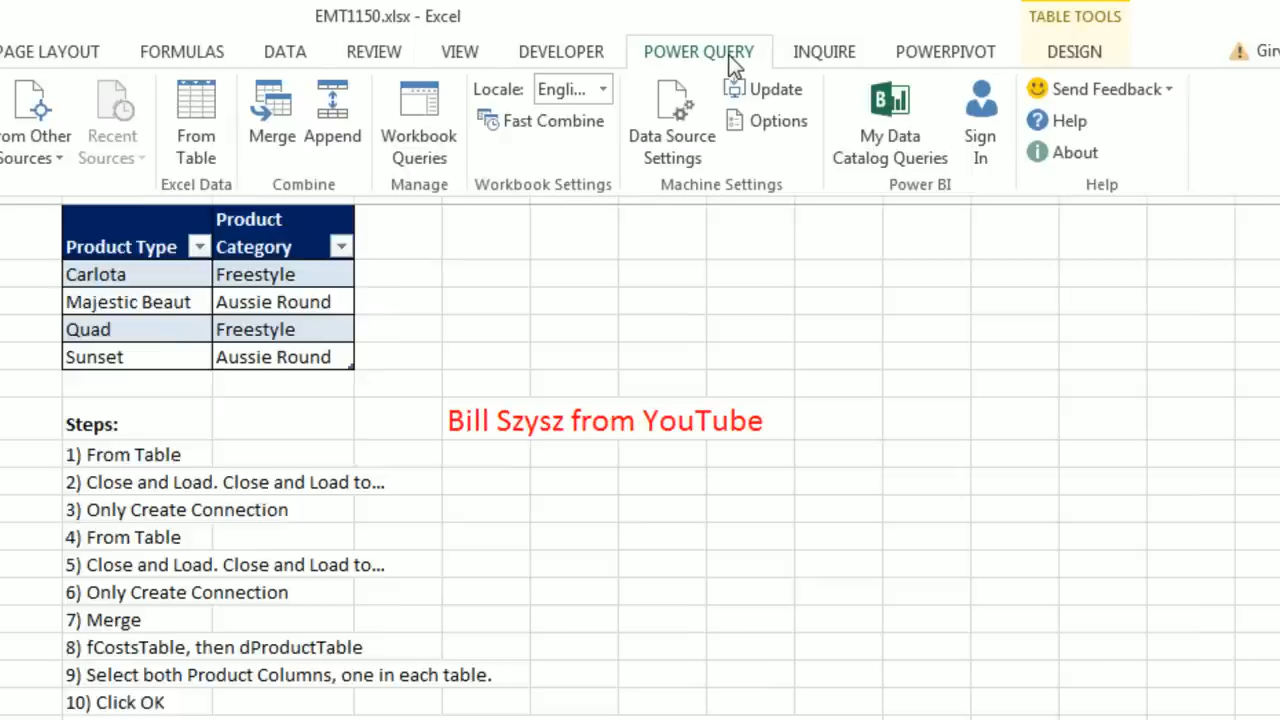 EMT1150.xlsx - Excel
TABLE TOOLS
PAGE LAYOUT FORMULAS DATA REVIEW VIEW DEVELOPER POWER QUERY INQUIRE POWERPIVOT DESIGN
From Other Sources
Recent Sources
From Table
Merge
Append
Workbook Queries
Locale: Engli...
Fast Combine
Data Source Settings
Update
Options
My Data Catalog Queries
Sign In
Send Feedback
Help
About
Excel Data
Combine
Manage
Workbook Settings
Machine Settings
Power BI
Help
Product Type Product Category
Carlota Freestyle
Majestic Beaut Aussie Round
Quad Freestyle
Sunset Aussie Round
Bill Szysz from YouTube
Steps:
1) From Table
2) Close and Load. Close and Load to...
3) Only Create Connection
4) From Table
5) Close and Load. Close and Load to...
6) Only Create Connection
7) Merge
8) fCostsTable, then dProductTable
9) Select both Product Columns, one in each table.
10) Click OK